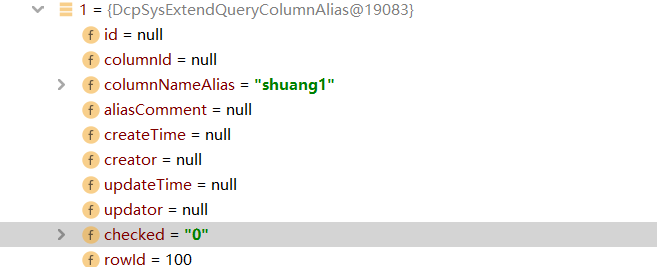 1 = {DcpSysExtendQueryColumnAlias@19083}
f id = null
f columnId = null
f columnNameAlias = "shuang1"
f aliasComment = null
f createTime = null
f creator = null
f updateTime = null
f updator = null
f checked = "0"
f rowId = 100